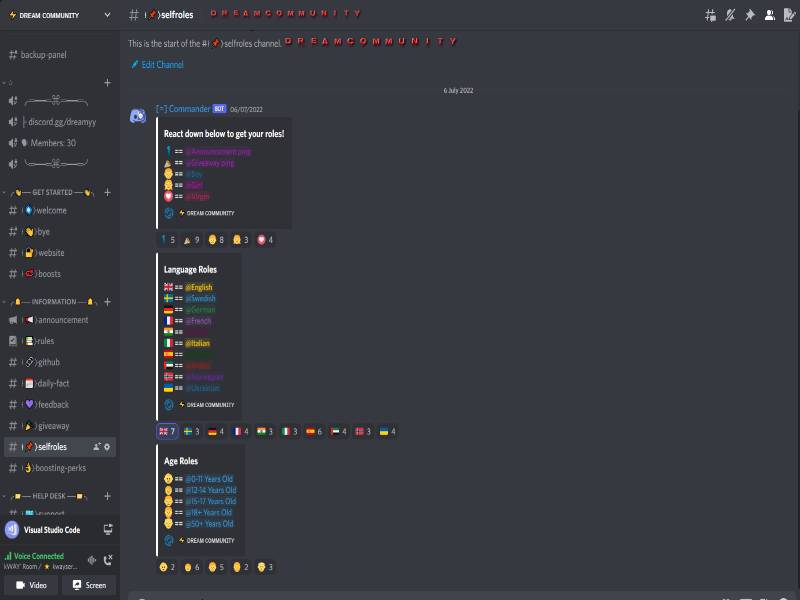 DREAM COMMUNITY
selfroles
DREAMCOMMUNITY
This is the start of the #selfroles channel. DREAMCOMMUNITY
Edit Channel
6 July 2022
backup-panel
discord.gg/dreamyy
Members: 30
GET STARTED
welcome
bye
website
boosts
INFORMATION
announcement
rules
github
daily-fact
feedback
giveaway
selfroles
boosting-perks
HELP DESK
support
Visual Studio Code
Voice Connected
kWAY' Room / kwayser...
Video
Screen
[=] Commander BOT 06/07/2022
React down below to get your roles!
== @Announcement ping
== @Giveaway ping
== @Boy
== @Girl
== @Virgin
DREAM COMMUNITY
5 9 8 3 4
Language Roles
== @English
== @Swedish
== @German
== @French
==
== @Italian
==
==
== @Norwegian
== @Ukrainian
DREAM COMMUNITY
7 3 4 4 3 3 6 4 3 4
Age Roles
== @0-11 Years Old
== @12-14 Years Old
== @15-17 Years Old
== @18+ Years Old
== @50+ Years Old
DREAM COMMUNITY
2 6 5 2 3